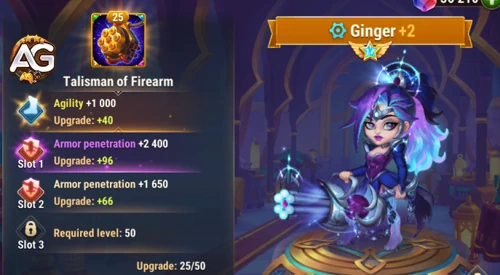 25
AG
Talisman of Firearm
Agility +1 000
Upgrade: +40
Armor penetration +2 400
Upgrade: +96
Slot 1
Armor penetration +1 650
Upgrade: +66
Slot 2
Required level: 50
Slot 3
Upgrade: 25/50
Ginger +2